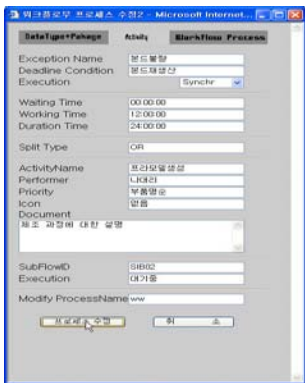 워크플로우 프로세스 수정2 - Microsoft Internet...
DataType+Pakage Activity Workflow Process
Exception Name 본드불량
Deadline Condition 본드재생산
Execution Synchr
Waiting Time 00:00:00
Working Time 12:00:00
Duration Time 24:00:00
Split Type OR
ActivityName 프라모델생성
Performer 나대리
Priority 부품명순
Icon 없음
Document
제조 과정에 대한 설명
SubFlowID SIB02
Execution 대기중
Modify ProcessName ww
프로세스 수정 취 소